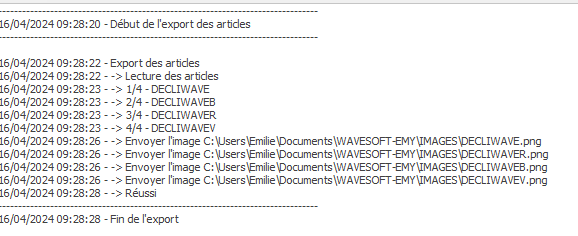 16/04/2024 09:28:20 - Début de l'export des articles
16/04/2024 09:28:22 - Export des articles
16/04/2024 09:28:22 - --> Lecture des articles
16/04/2024 09:28:23 - --> 1/4 - DECLIWAVE
16/04/2024 09:28:23 - --> 2/4 - DECLIWAVEB
16/04/2024 09:28:23 - --> 3/4 - DECLIWAVER
16/04/2024 09:28:23 - --> 4/4 - DECLIWAVEV
16/04/2024 09:28:26 - --> Envoyer l'image C:\Users\Emilie\Documents\WAVESOFT-EMY\IMAGES\DECLIWAVE.png
16/04/2024 09:28:26 - --> Envoyer l'image C:\Users\Emilie\Documents\WAVESOFT-EMY\IMAGES\DECLIWAVER.png
16/04/2024 09:28:26 - --> Envoyer l'image C:\Users\Emilie\Documents\WAVESOFT-EMY\IMAGES\DECLIWAVEB.png
16/04/2024 09:28:26 - --> Envoyer l'image C:\Users\Emilie\Documents\WAVESOFT-EMY\IMAGES\DECLIWAVEV.png
16/04/2024 09:28:28 - --> Réussi
16/04/2024 09:28:28 - Fin de l'export